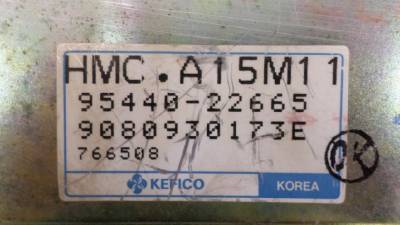 HMC.A15M11
95440-22665
9080930173E
766508
OK
KEFICO KOREA